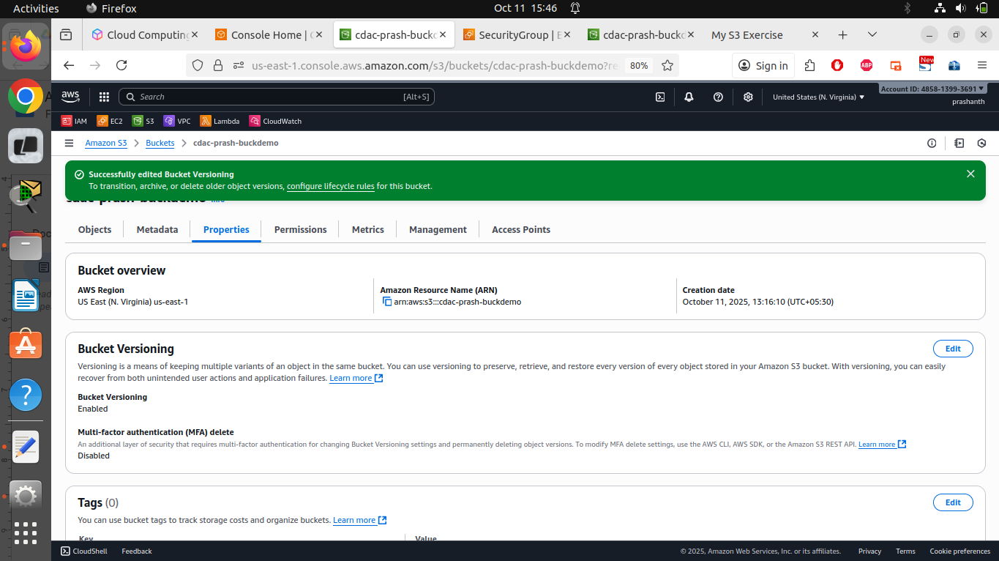 Activities
Firefox
Oct 11 15:46
Cloud Computing
Console Home | C
cdac-prash-buckd
SecurityGroup | E
cdac-prash-buckd
My S3 Exercise
us-east-1.console.aws.amazon.com/s3/buckets/cdac-prash-buckdemo?re
80%
Sign in
ABP
New
aws
Search
[Alt+S]
United States (N. Virginia)
Account ID: 4858-1399-3691
prashanth
IAM
EC2
S3
VPC
Lambda
CloudWatch
Amazon S3
Buckets
cdac-prash-buckdemo
Successfully edited Bucket Versioning
To transition, archive, or delete older object versions, configure lifecycle rules for this bucket.
cdac-prash-buckdemo Info
Objects
Metadata
Properties
Permissions
Metrics
Management
Access Points
Bucket overview
AWS Region
US East (N. Virginia) us-east-1
Amazon Resource Name (ARN)
arn:aws:s3:::cdac-prash-buckdemo
Creation date
October 11, 2025, 13:16:10 (UTC+05:30)
Bucket Versioning
Edit
Versioning is a means of keeping multiple variants of an object in the same bucket. You can use versioning to preserve, retrieve, and restore every version of every object stored in your Amazon S3 bucket. With versioning, you can easily
recover from both unintended user actions and application failures. Learn more
Bucket Versioning
Enabled
Multi-factor authentication (MFA) delete
An additional layer of security that requires multi-factor authentication for changing Bucket Versioning settings and permanently deleting object versions. To modify MFA delete settings, use the AWS CLI, AWS SDK, or the Amazon S3 REST API. Learn more
Disabled
Tags (0)
Edit
You can use bucket tags to track storage costs and organize buckets. Learn more
Key
Value
CloudShell
Feedback
© 2025, Amazon Web Services, Inc. or its affiliates.
Privacy
Terms
Cookie preferences